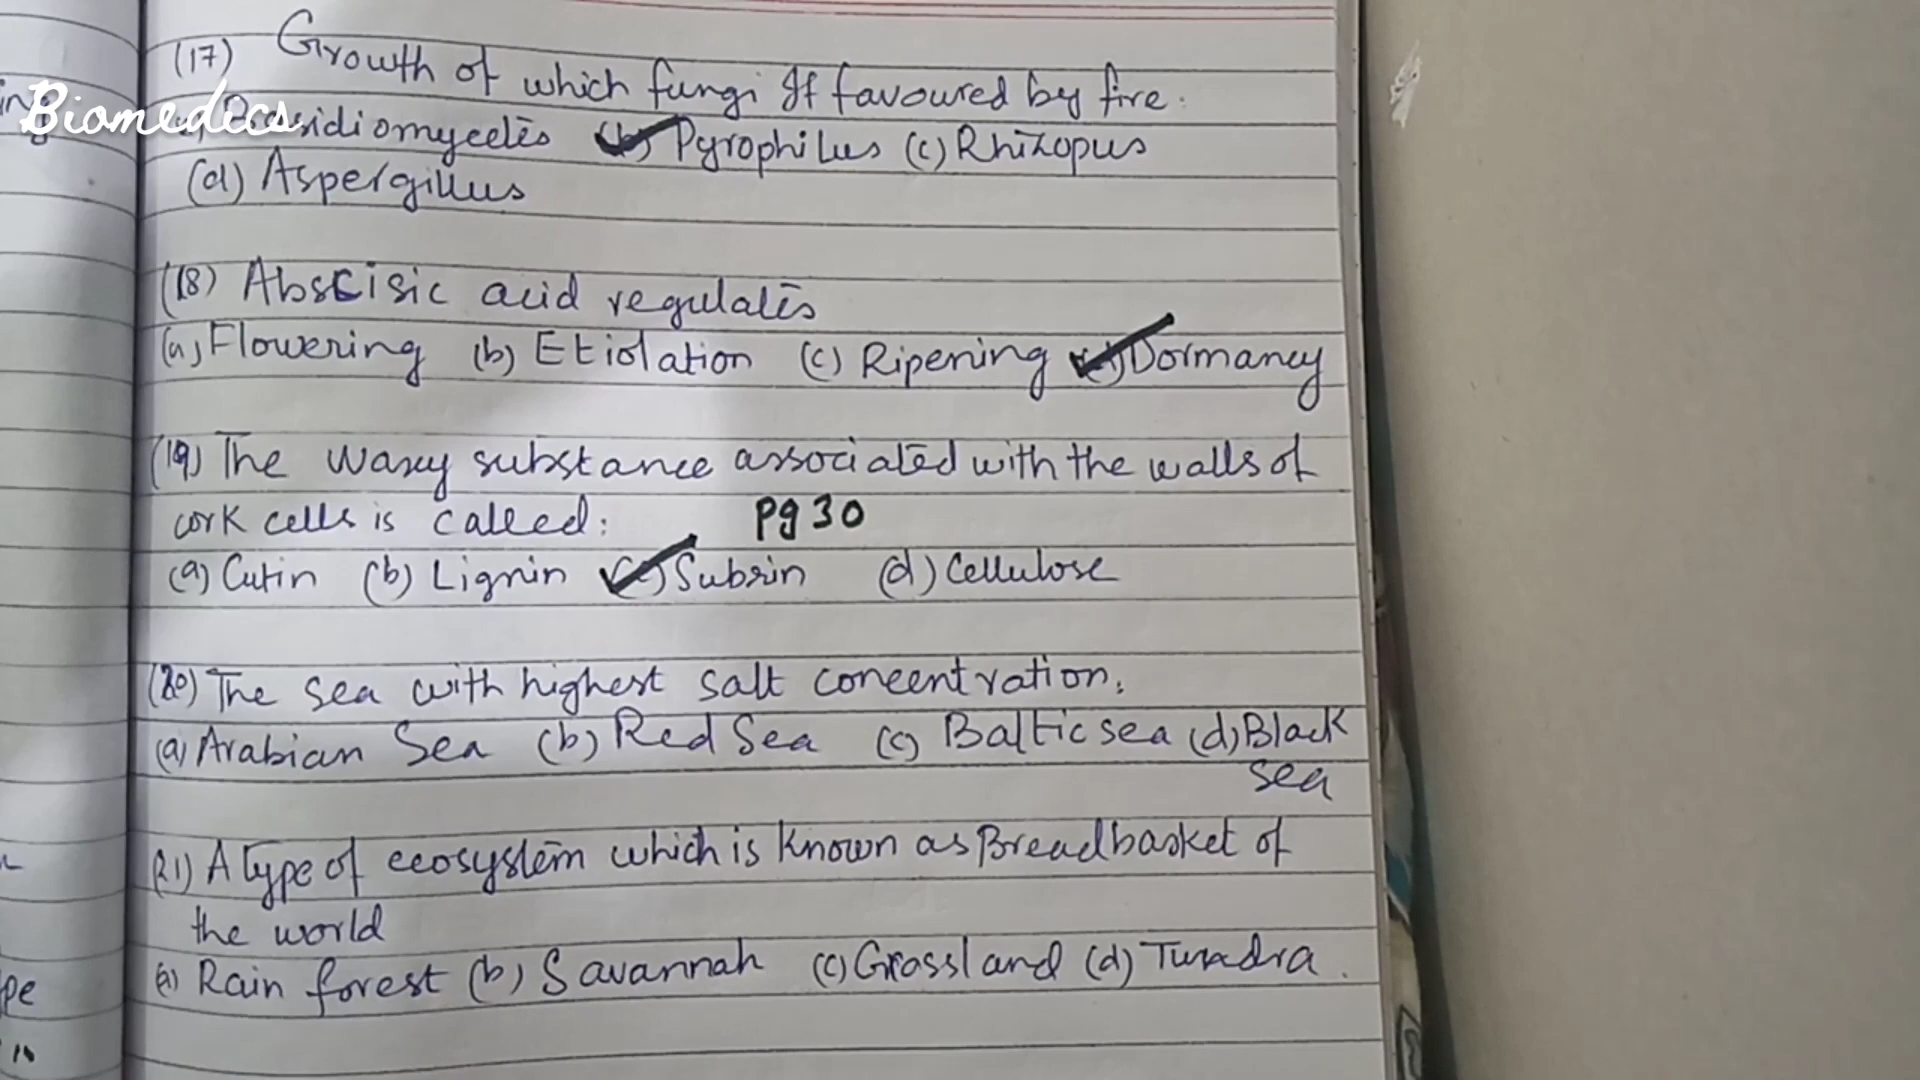 (17) Growth of which fungi If favoured by fire.
Biomedics
Basidiomycetes (b) Pyrophilus (c) Rhizopus
(d) Aspergillus
(18) Abscisic acid regulates
(a) Flowering (b) Etiolation (c) Ripening (d) Dormancy
(19) The waxy substance associated with the walls of
cork cells is called: Pg 30
(a) Cutin (b) Lignin (c) Subrin (d) Cellulose
(20) The Sea with highest salt concentration.
(a) Arabian Sea (b) Red Sea (c) Baltic sea (d) Black
sea
(21) A type of ecosystem which is known as Breadbasket of
the world
(a) Rain forest (b) Savannah (c) Grassland (d) Tundra.
pe